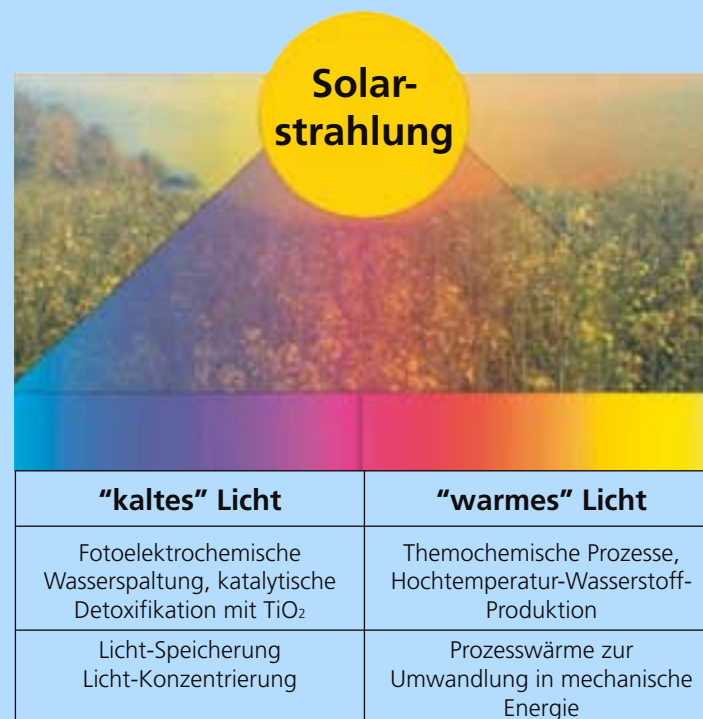 Solar-
strahlung
"kaltes" Licht
"warmes" Licht
Fotoelektrochemische
Wasserspaltung, katalytische
Detoxifikation mit TiO₂
Themochemische Prozesse,
Hochtemperatur-Wasserstoff-
Produktion
Licht-Speicherung
Licht-Konzentrierung
Prozesswärme zur
Umwandlung in mechanische
Energie